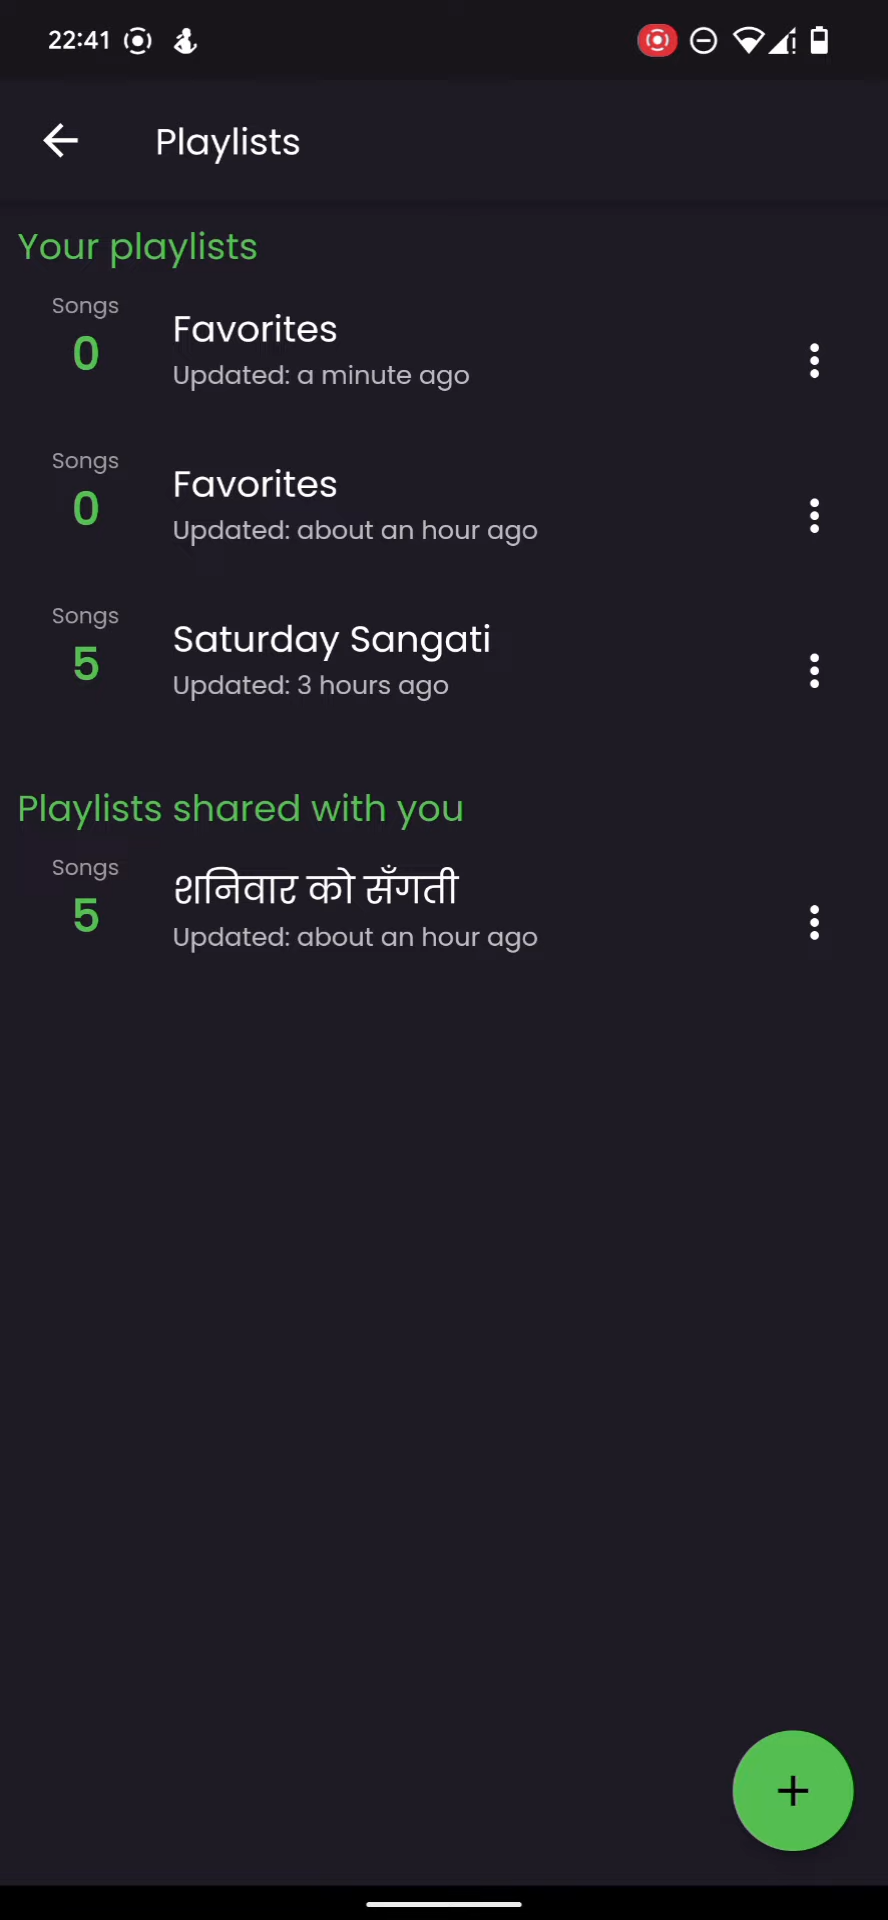 22:41
Playlists
Your playlists
Songs
0
Favorites
Updated: a minute ago
Songs
0
Favorites
Updated: about an hour ago
Songs
5
Saturday Sangati
Updated: 3 hours ago
Playlists shared with you
Songs
5
शनिवार को सँगती
Updated: about an hour ago